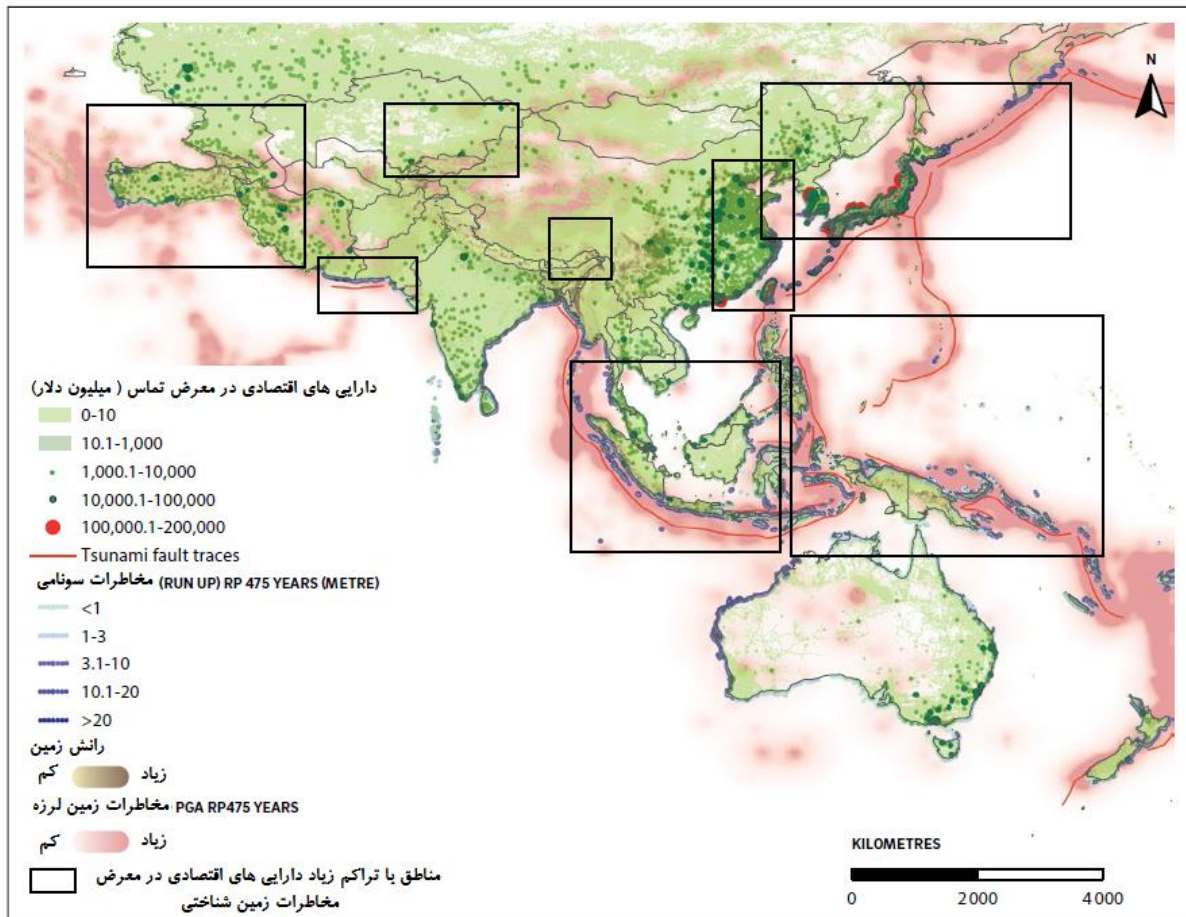 N
دارایی های اقتصادی در معرض تماس ( میلیون دلار)
0-10
10.1-1,000
1,000.1-10,000
10,000.1-100,000
100,000.1-200,000
Tsunami fault traces
مخاطرات سونامی (RUN UP) RP 475 YEARS (METRE)
<1
1-3
3.1-10
10.1-20
>20
رانش زمین
کم زیاد
مخاطرات زمین لرزه PGA RP475 YEARS
کم زیاد
مناطق یا تراکم زیاد دارایی های اقتصادی در معرض
مخاطرات زمین شناختی
KILOMETRES
0 2000 4000